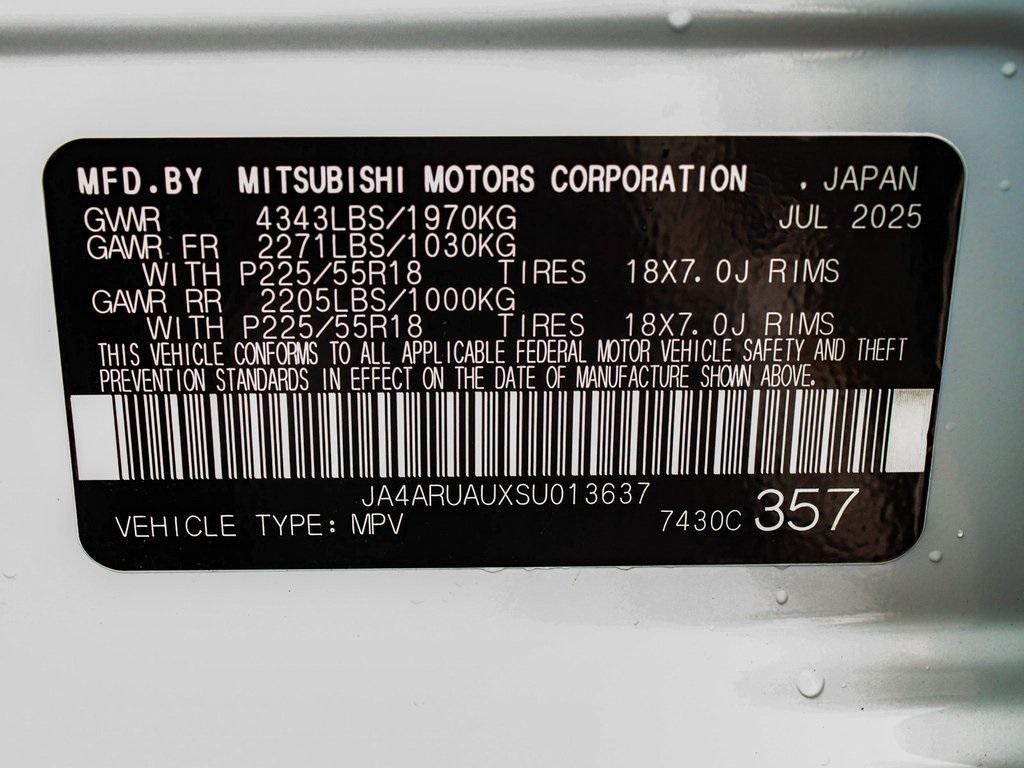 MFD.BY MITSUBISHI MOTORS CORPORATION , JAPAN
GVWR 4343LBS/1970KG JUL 2025
GAWR FR 2271LBS/1030KG
WITH P225/55R18 TIRES 18X7.0J RIMS
GAWR RR 2205LBS/1000KG
WITH P225/55R18 TIRES 18X7.0J RIMS
THIS VEHICLE CONFORMS TO ALL APPLICABLE FEDERAL MOTOR VEHICLE SAFETY AND THEFT
PREVENTION STANDARDS IN EFFECT ON THE DATE OF MANUFACTURE SHOWN ABOVE.
JA4ARUAUXSU013637
VEHICLE TYPE: MPV 7430C 357